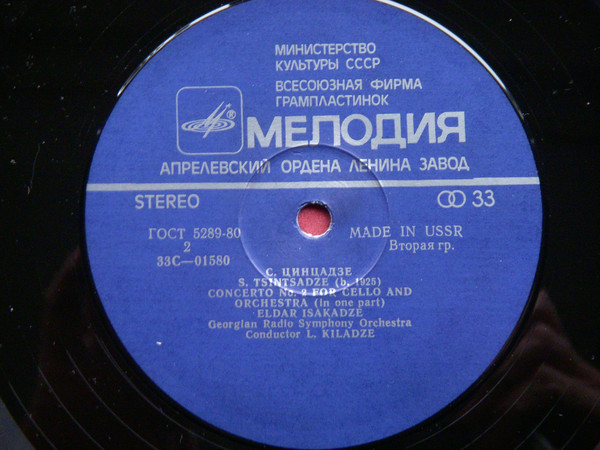 МИНИСТЕРСТВО
КУЛЬТУРЫ СССР
ВСЕСОЮЗНАЯ ФИРМА
ГРАМПЛАСТИНОК
®
МЕЛОДИЯ
АПРЕЛЕВСКИЙ ОРДЕНА ЛЕНИНА ЗАВОД
STEREO 33
ГОСТ 5289-80 MADE IN USSR
2 Вторая гр.
33С—01580
С. ЦИНЦАДЗЕ
S. TSINTSADZE (b. 1925)
CONCERTO No. 2 FOR CELLO AND
ORCHESTRA (in one part)
ELDAR ISAKADZE
Georgian Radio Symphony Orchestra
Conductor L. KILADZE